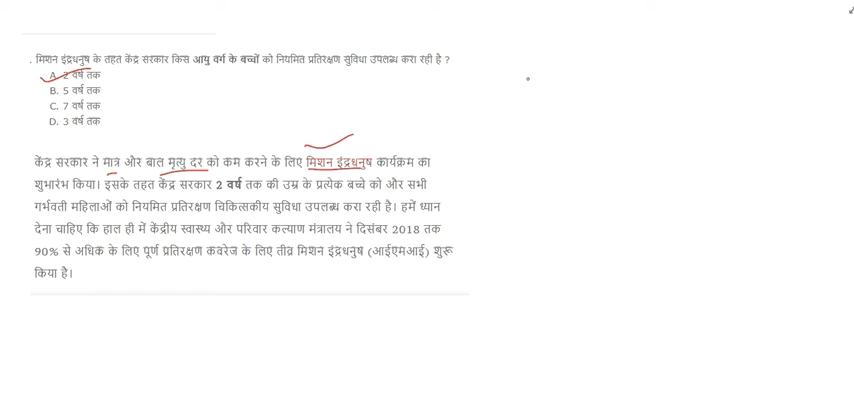 . मिशन इंद्रधनुष के तहत केंद्र सरकार किस आयु वर्ग के बच्चों को नियमित प्रतिरक्षण सुविधा उपलब्ध करा रही है ?
A. 2 वर्ष तक
B. 5 वर्ष तक
C. 7 वर्ष तक
D. 3 वर्ष तक
केंद्र सरकार ने मात्र और बाल मृत्यु दर को कम करने के लिए मिशन इंद्रधनुष कार्यक्रम का
शुभारंभ किया। इसके तहत केंद्र सरकार 2 वर्ष तक की उम्र के प्रत्येक बच्चे को और सभी
गर्भवती महिलाओं को नियमित प्रतिरक्षण चिकित्सकीय सुविधा उपलब्ध करा रही है। हमें ध्यान
देना चाहिए कि हाल ही में केंद्रीय स्वास्थ्य और परिवार कल्याण मंत्रालय ने दिसंबर 2018 तक
90% से अधिक के लिए पूर्ण प्रतिरक्षण कवरेज के लिए तीव्र मिशन इंद्रधनुष (आईएमआई) शुरू
किया है।